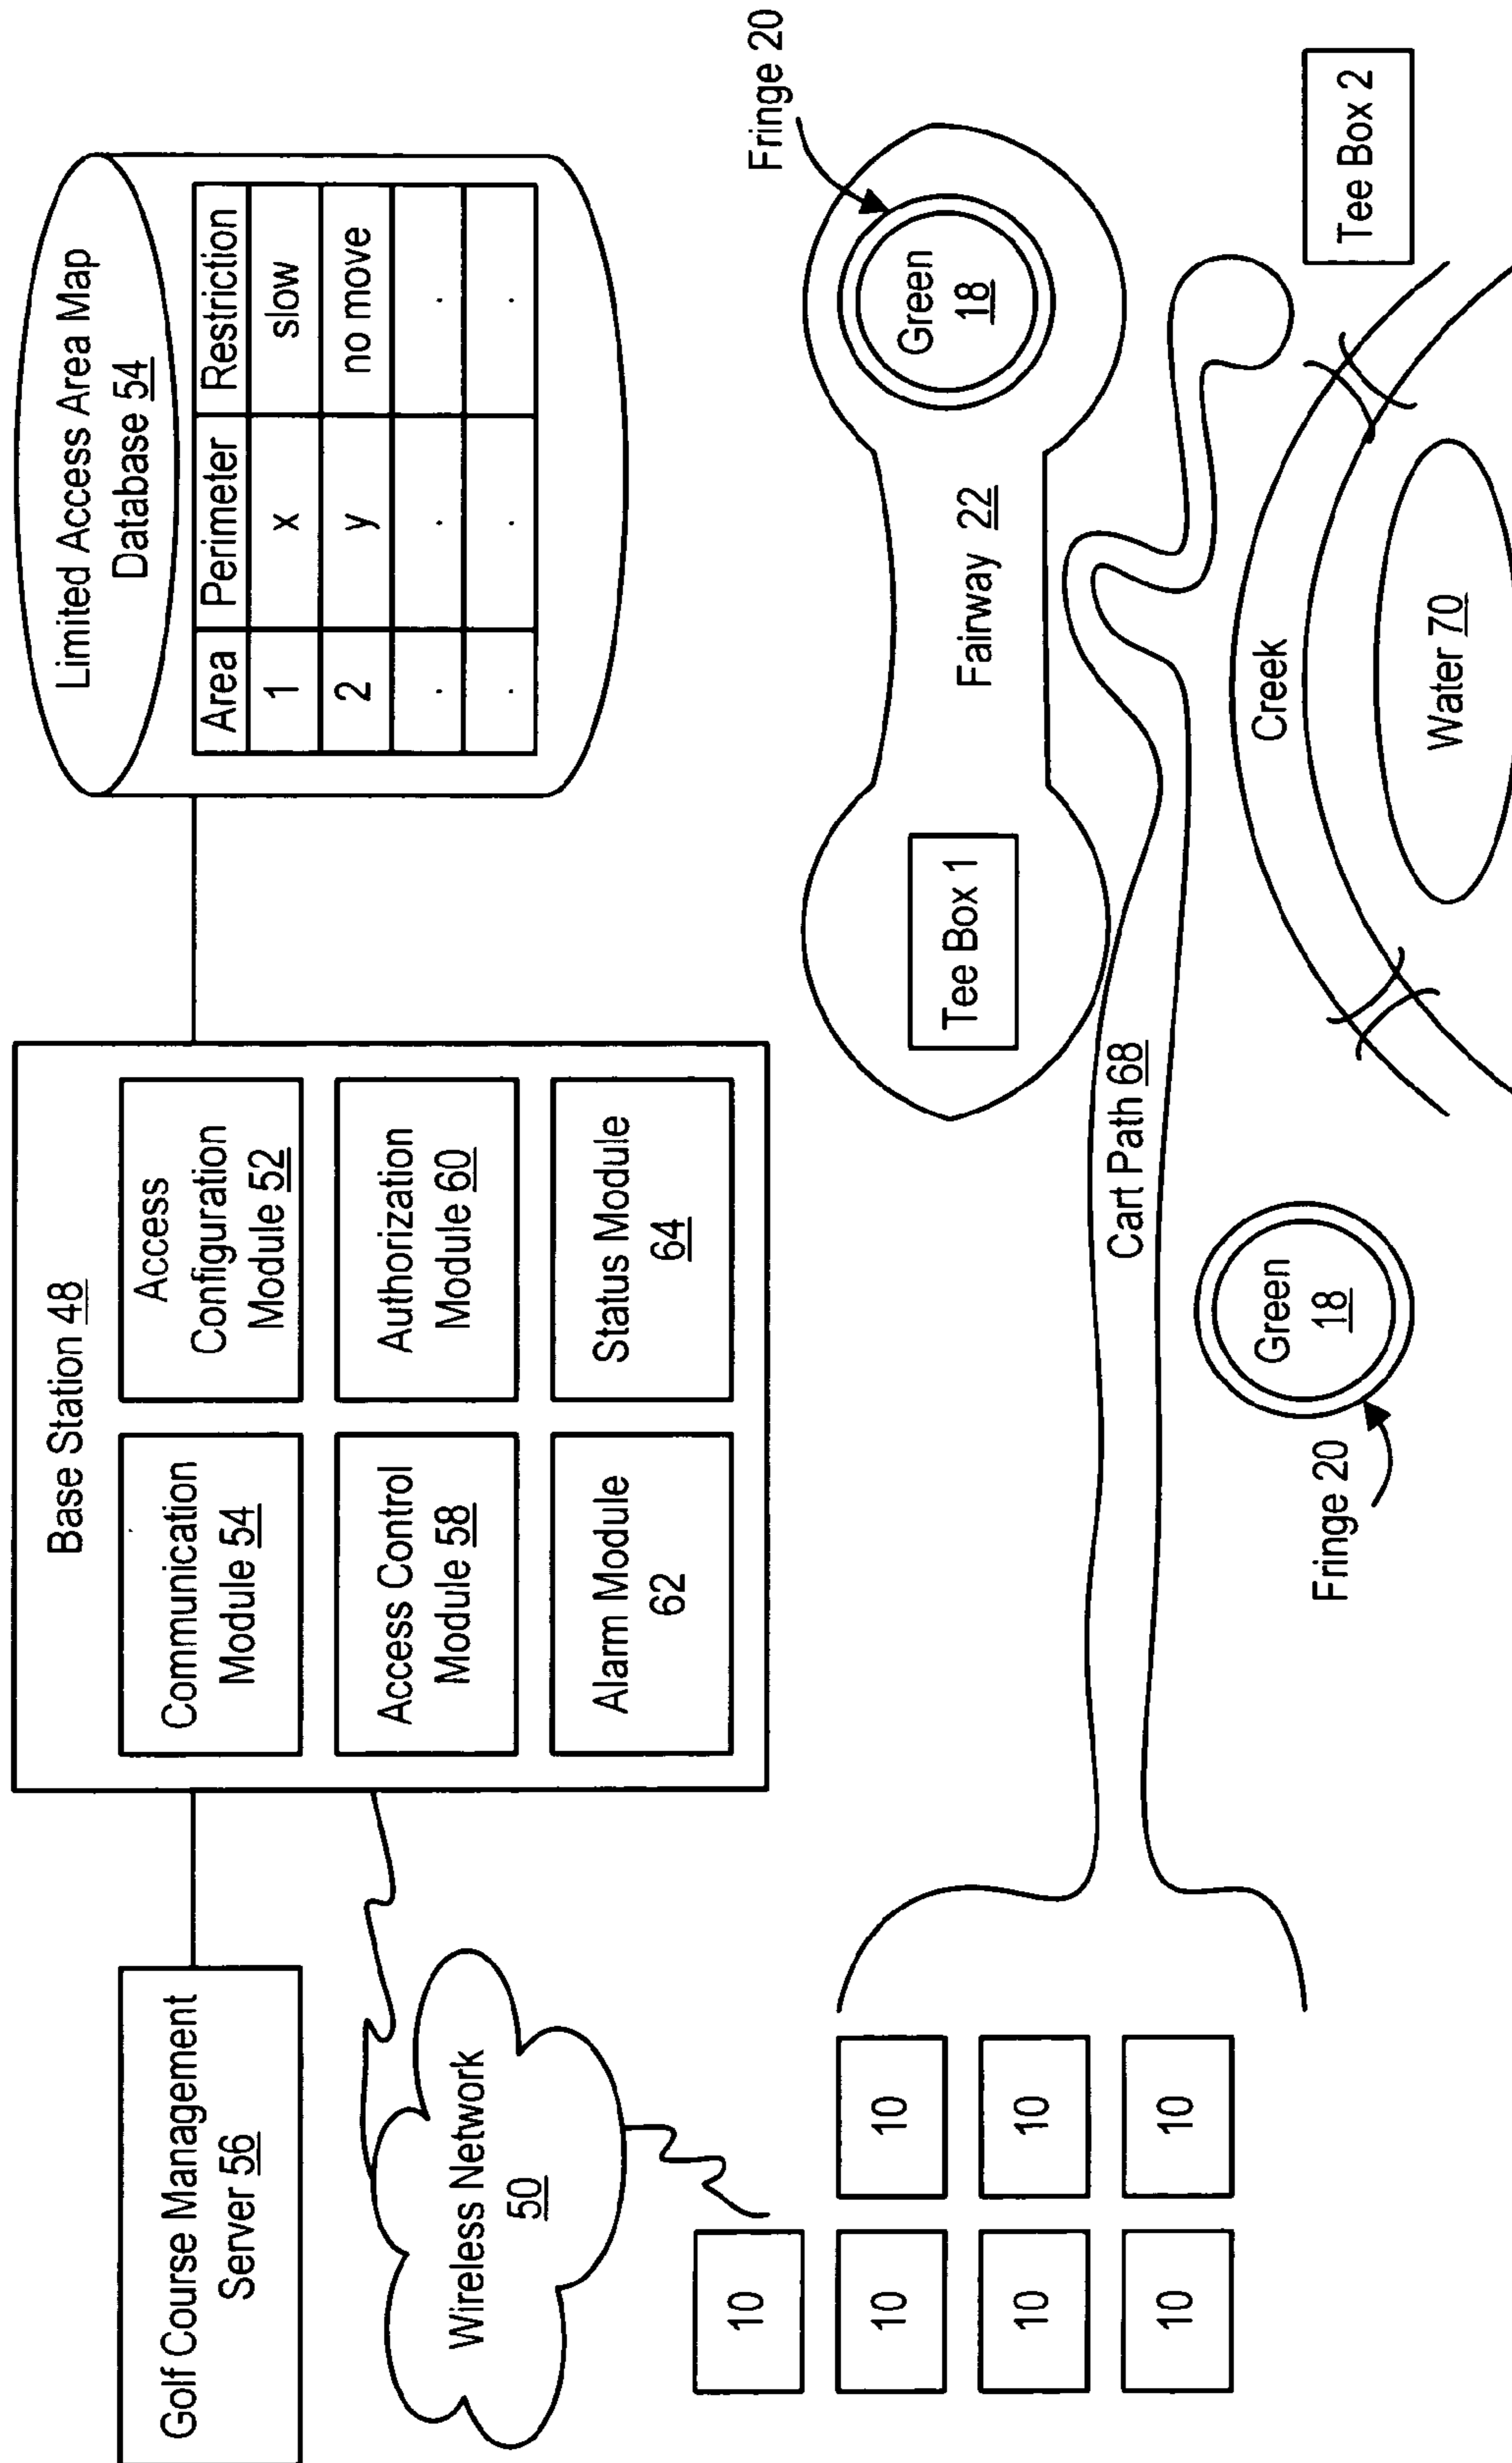 Golf Course Management
Server 56
Base Station 48
Communication
Module 54
Access
Configuration
Module 52
Access Control
Module 58
Authorization
Module 60
Alarm Module
62
Status Module
64
Limited Access Area Map
Database 54
Area Perimeter Restriction
1 x slow
2 y no move
. . .
. . .
Wireless Network
50
10
10
10
10
10
10
10
Tee Box 1
Fairway 22
Green
18
Fringe 20
Cart Path 68
Green
18
Fringe 20
Creek
Water 70
Tee Box 2